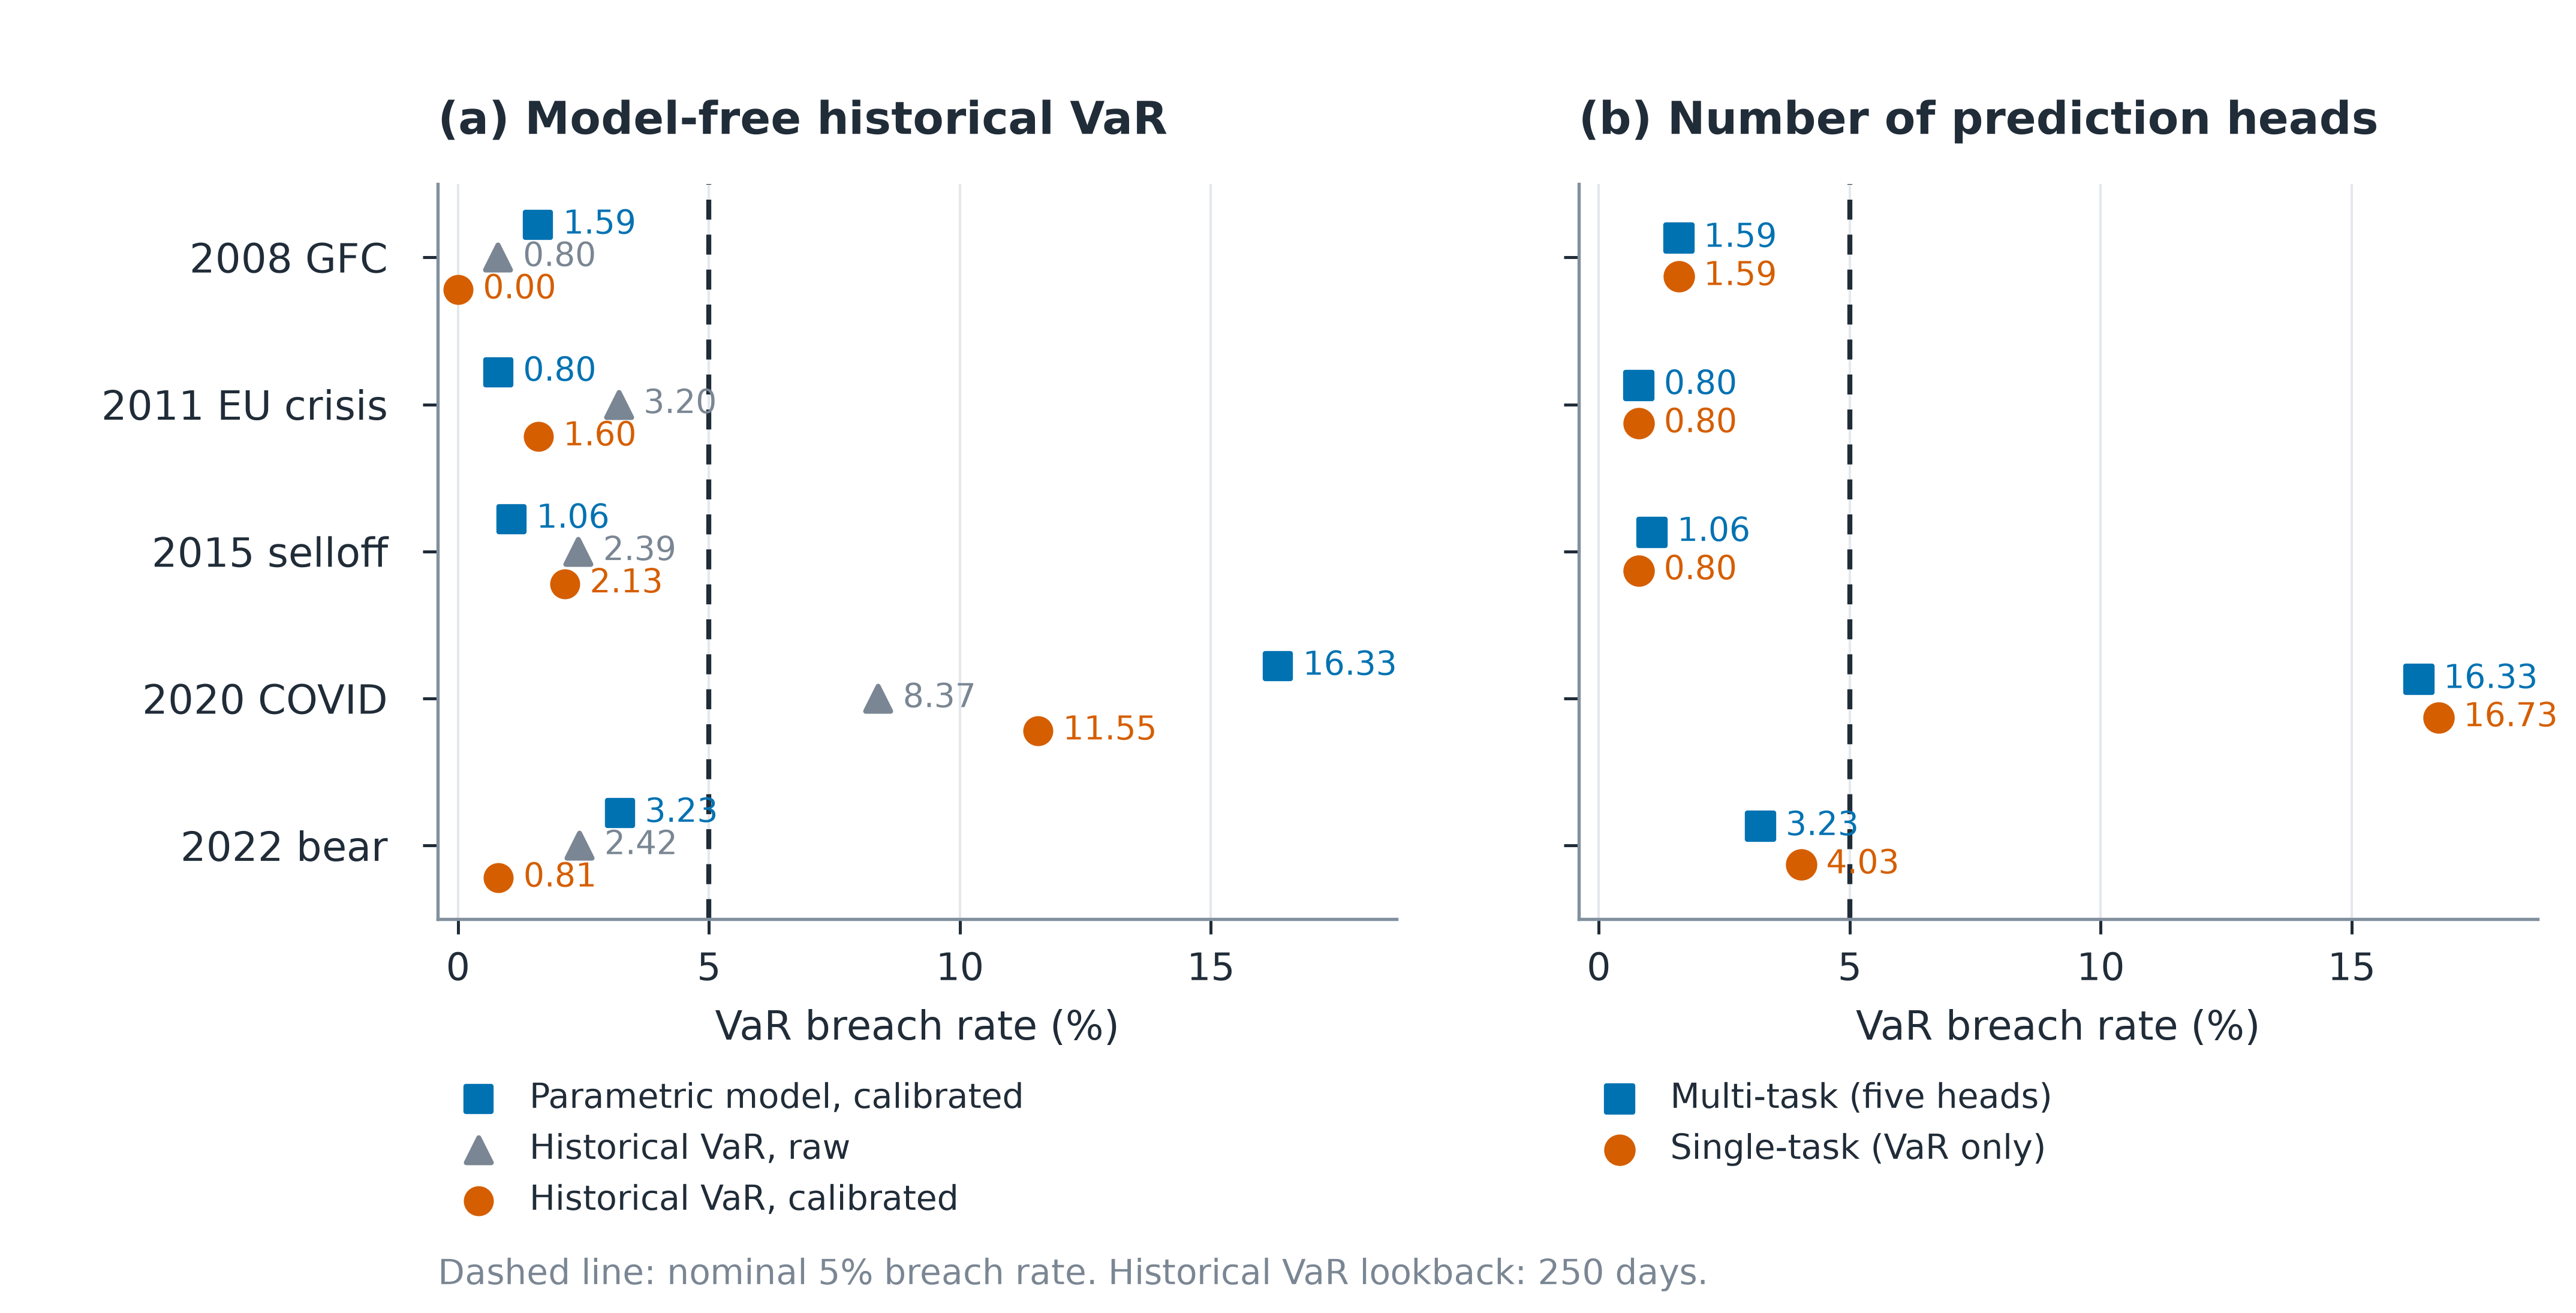 (a) Model-free historical VaR
2008 GFC
2011 EU crisis
2015 selloff
2020 COVID
2022 bear
1.59
0.80
0.00
0.80
3.20
1.60
1.06
2.39
2.13
16.33
8.37
11.55
3.23
2.42
0.81
0 5 10 15
VaR breach rate (%)
Parametric model, calibrated
Historical VaR, raw
Historical VaR, calibrated
(b) Number of prediction heads
1.59
1.59
0.80
0.80
1.06
0.80
16.33
16.73
3.23
4.03
0 5 10 15
VaR breach rate (%)
Multi-task (five heads)
Single-task (VaR only)
Dashed line: nominal 5% breach rate. Historical VaR lookback: 250 days.